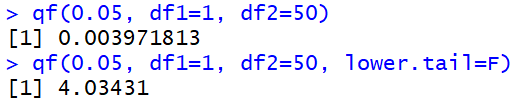 > qf(0.05, df1=1, df2=50)
[1] 0.003971813
> qf(0.05, df1=1, df2=50, lower.tail=F)
[1] 4.03431